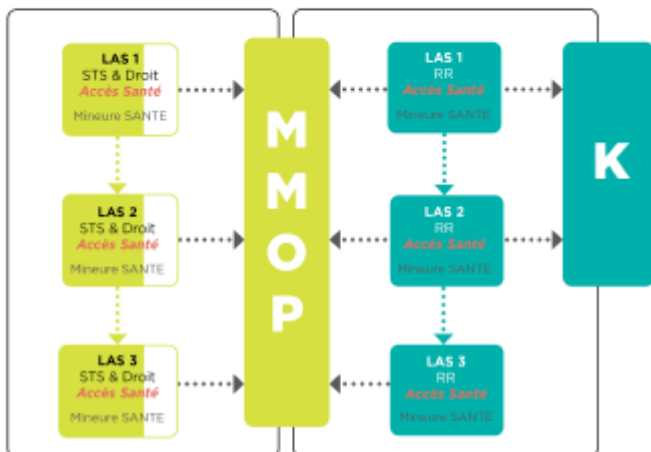 LAS 1
STS & Droit
Accès Santé
Mineure SANTE
LAS 2
STS & Droit
Accès Santé
Mineure SANTE
LAS 3
STS & Droit
Accès Santé
Mineure SANTE
MMOP
LAS 1
RR
Accès Santé
Mineure SANTE
LAS 2
RR
Accès Santé
Mineure SANTE
LAS 3
RR
Accès Santé
Mineure SANTE
K